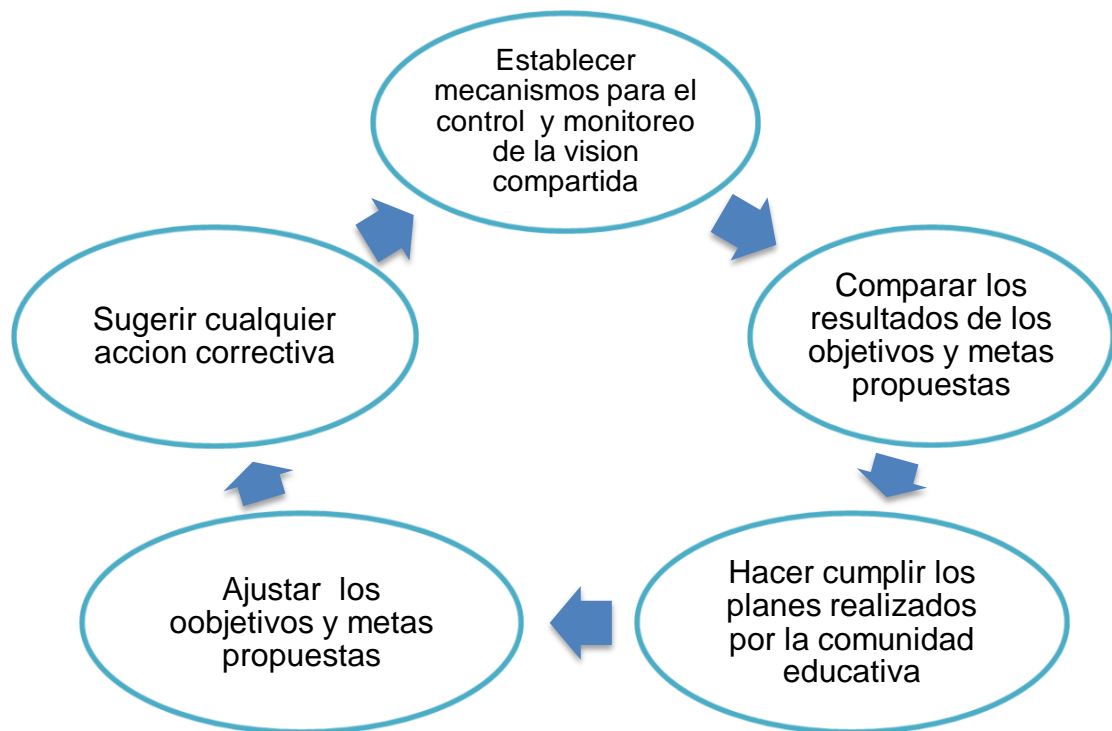 Establecer
mecanismos para el
control y monitoreo
de la vision
compartida
Comparar los
resultados de los
objetivos y metas
propuestas
Hacer cumplir los
planes realizados
por la comunidad
educativa
Ajustar los
oobjetivos y metas
propuestas
Sugerir cualquier
accion correctiva